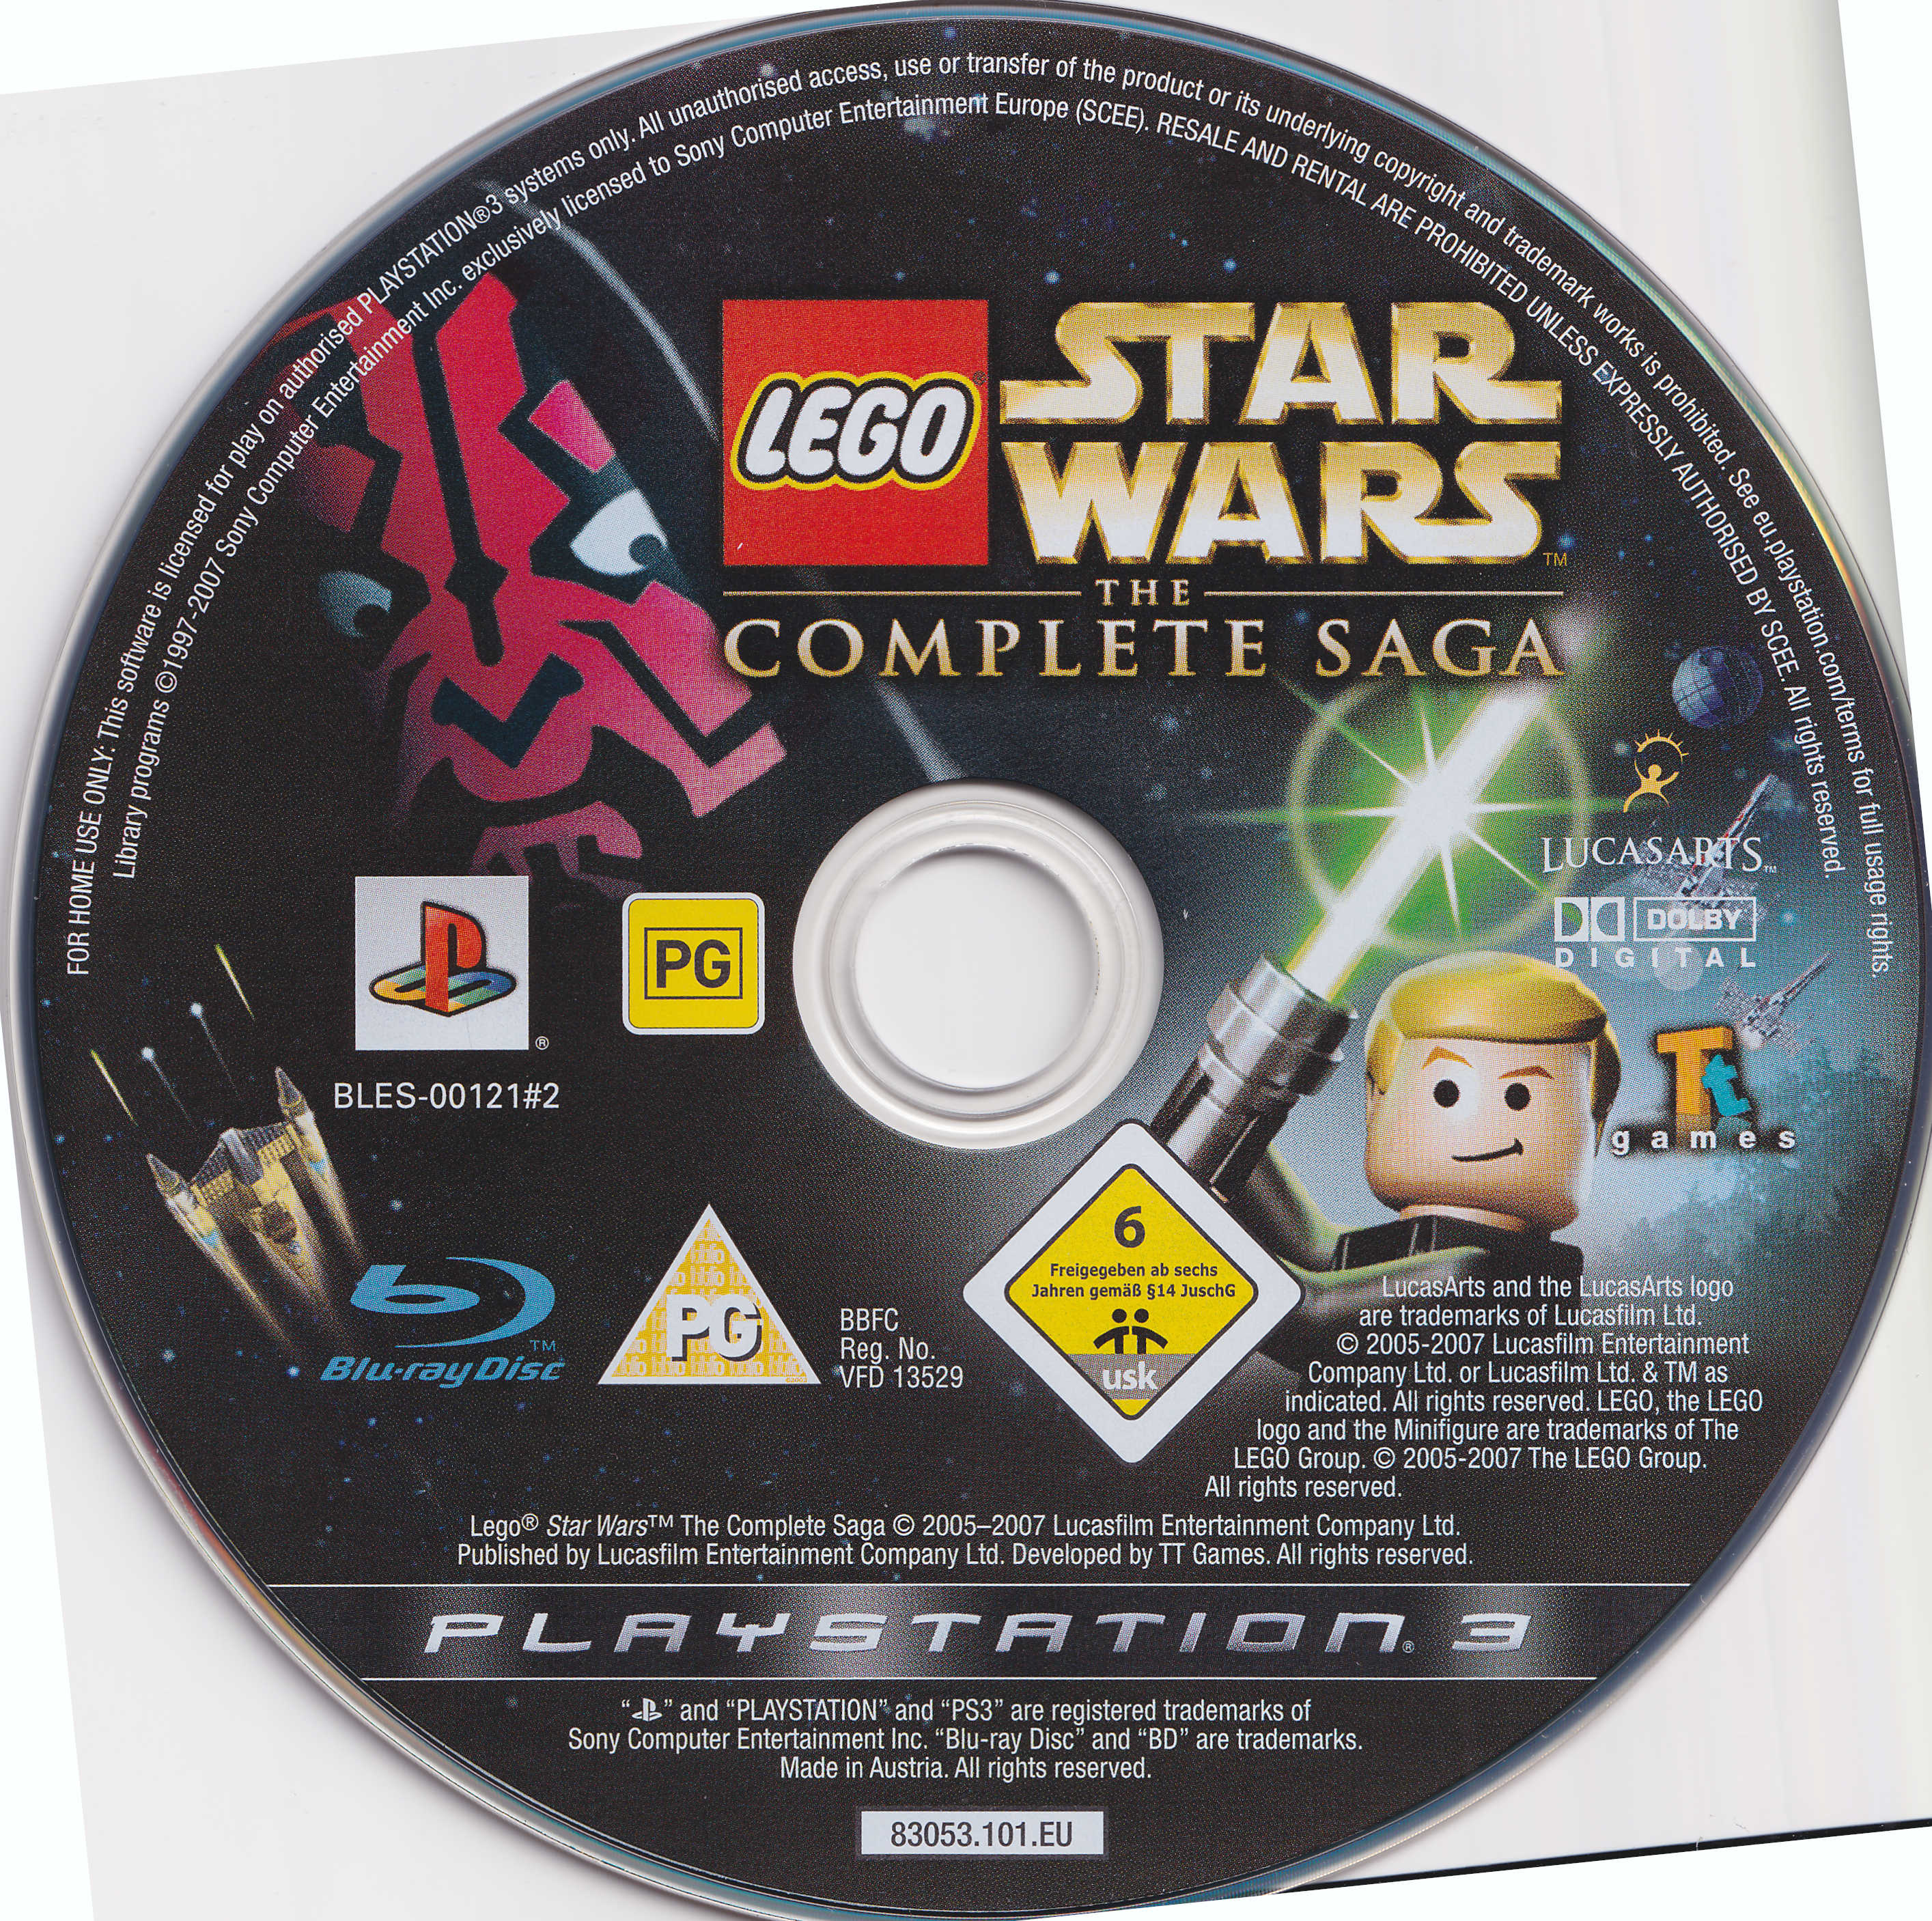 FOR HOME USE ONLY: This software is licensed for play on authorised PLAYSTATION®3 systems only. All unauthorised access, use or transfer of the product or its underlying copyright and trademark works is prohibited. See eu.playstation.com/terms for full usage rights.
Library programs ©1997-2007 Sony Computer Entertainment Inc. exclusively licensed to Sony Computer Entertainment Europe (SCEE). RESALE AND RENTAL ARE PROHIBITED UNLESS EXPRESSLY AUTHORISED BY SCEE. All rights reserved.
LEGO®
STAR
WARS™
THE
COMPLETE SAGA
LUCASARTS™
DOLBY
DIGITAL
PG
®
BLES-00121#2
Tt
games
6
Freigegeben ab sechs
Jahren gemäß §14 JuschG
usk
Blu-ray Disc™
PG
BBFC
Reg. No.
VFD 13529
LucasArts and the LucasArts logo
are trademarks of Lucasfilm Ltd.
© 2005-2007 Lucasfilm Entertainment
Company Ltd. or Lucasfilm Ltd. & TM as
indicated. All rights reserved. LEGO, the LEGO
logo and the Minifigure are trademarks of The
LEGO Group. © 2005-2007 The LEGO Group.
All rights reserved.
Lego® Star Wars™ The Complete Saga © 2005–2007 Lucasfilm Entertainment Company Ltd.
Published by Lucasfilm Entertainment Company Ltd. Developed by TT Games. All rights reserved.
PLAYSTATION®3
“PS” and “PLAYSTATION” and “PS3” are registered trademarks of
Sony Computer Entertainment Inc. “Blu-ray Disc” and “BD” are trademarks.
Made in Austria. All rights reserved.
83053.101.EU